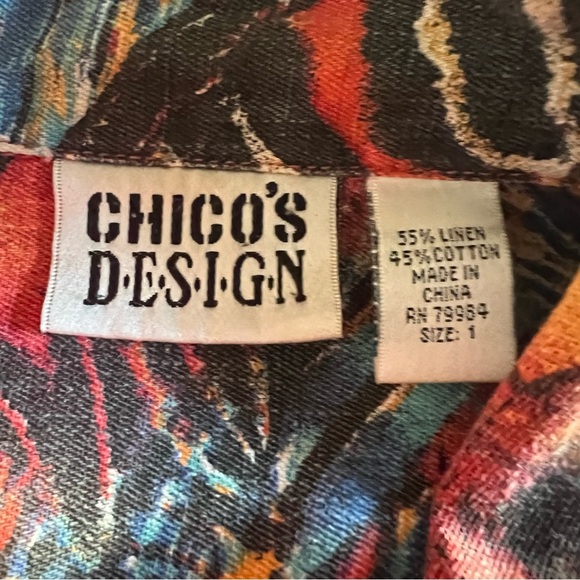 CHICO'S
D·E·S·I·G·N
55% LINEN
45% COTTON
MADE IN
CHINA
RN 79984
SIZE: 1